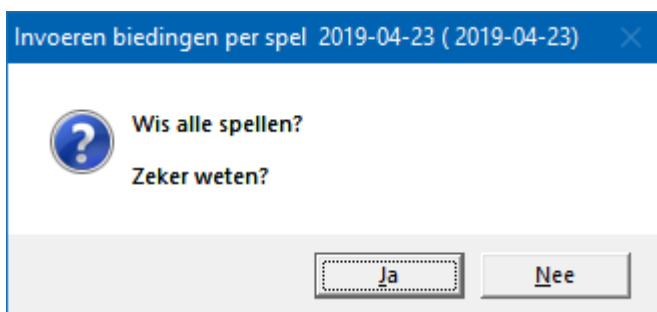 Invoeren biedingen per spel 2019-04-23 ( 2019-04-23)
Wis alle spellen?
Zeker weten?
Ja
Nee